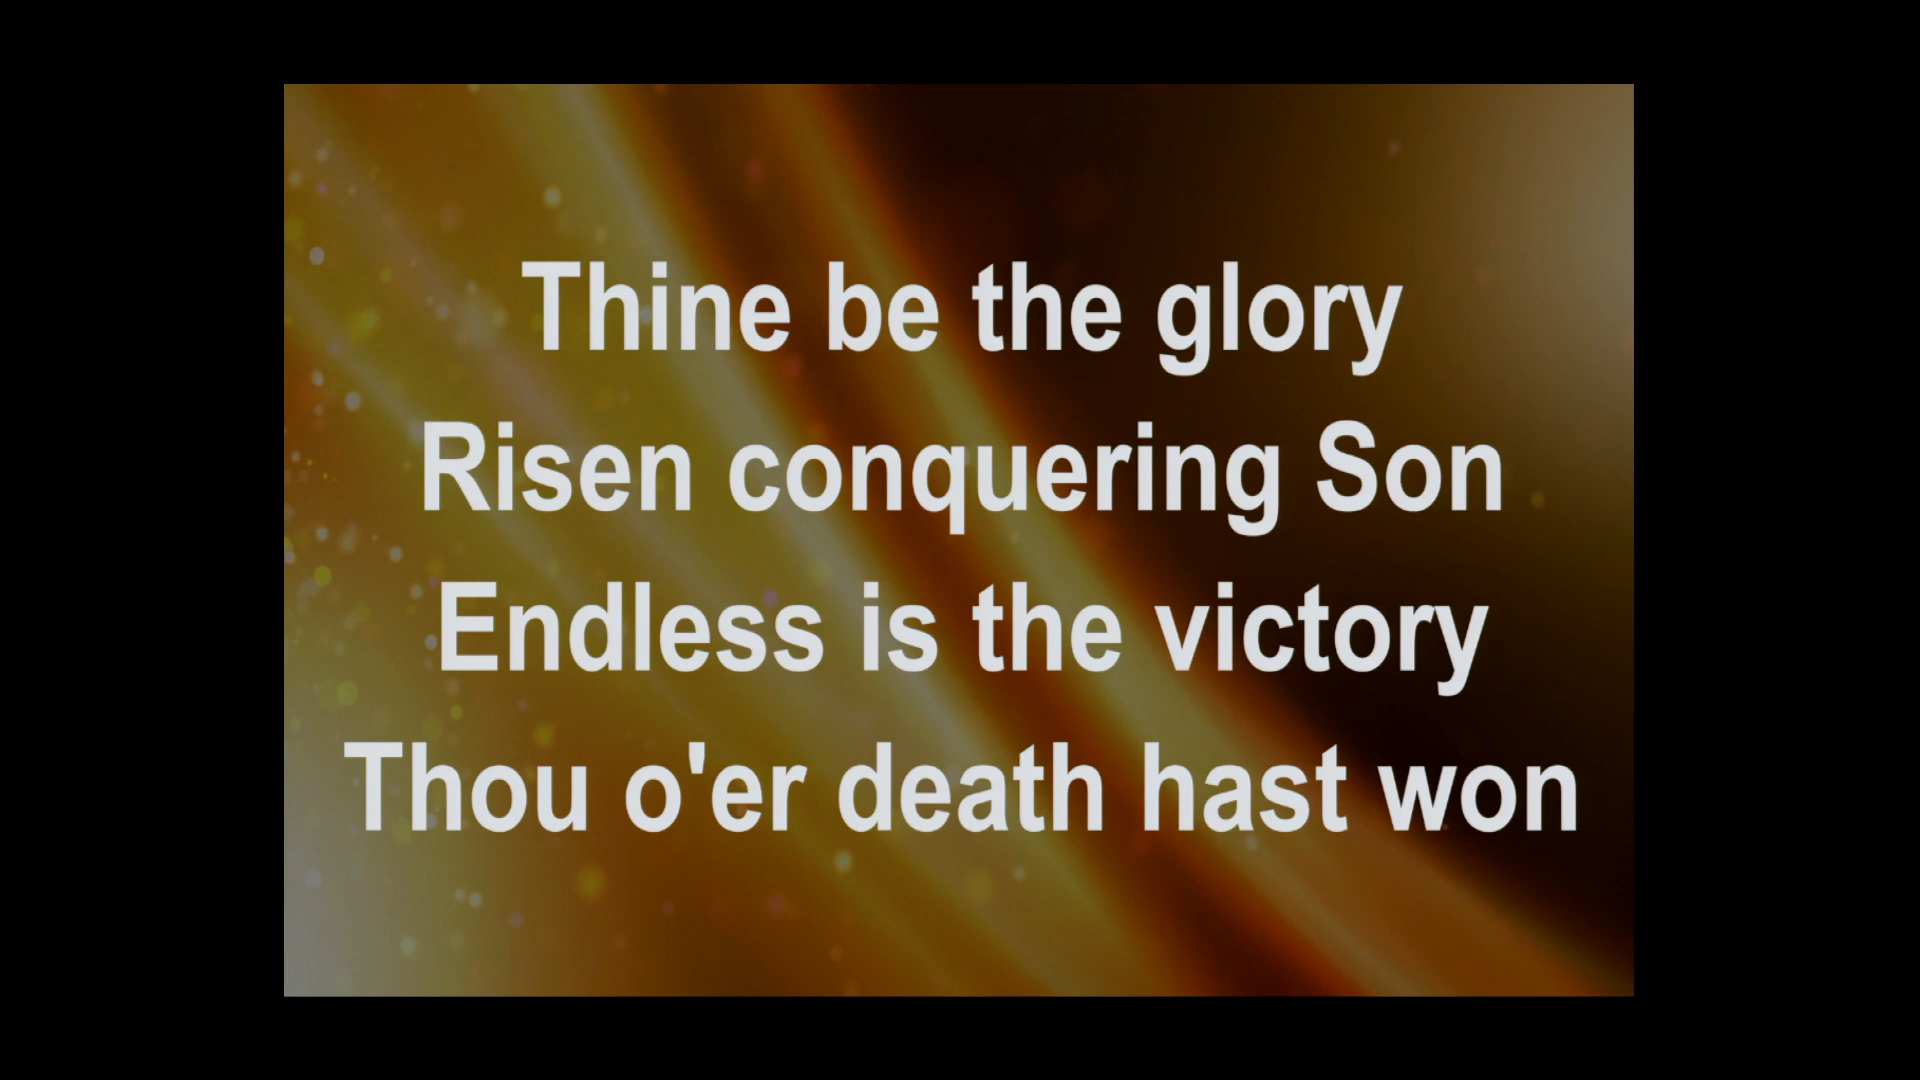 Thine be the glory
Risen conquering Son
Endless is the victory
Thou o'er death hast won